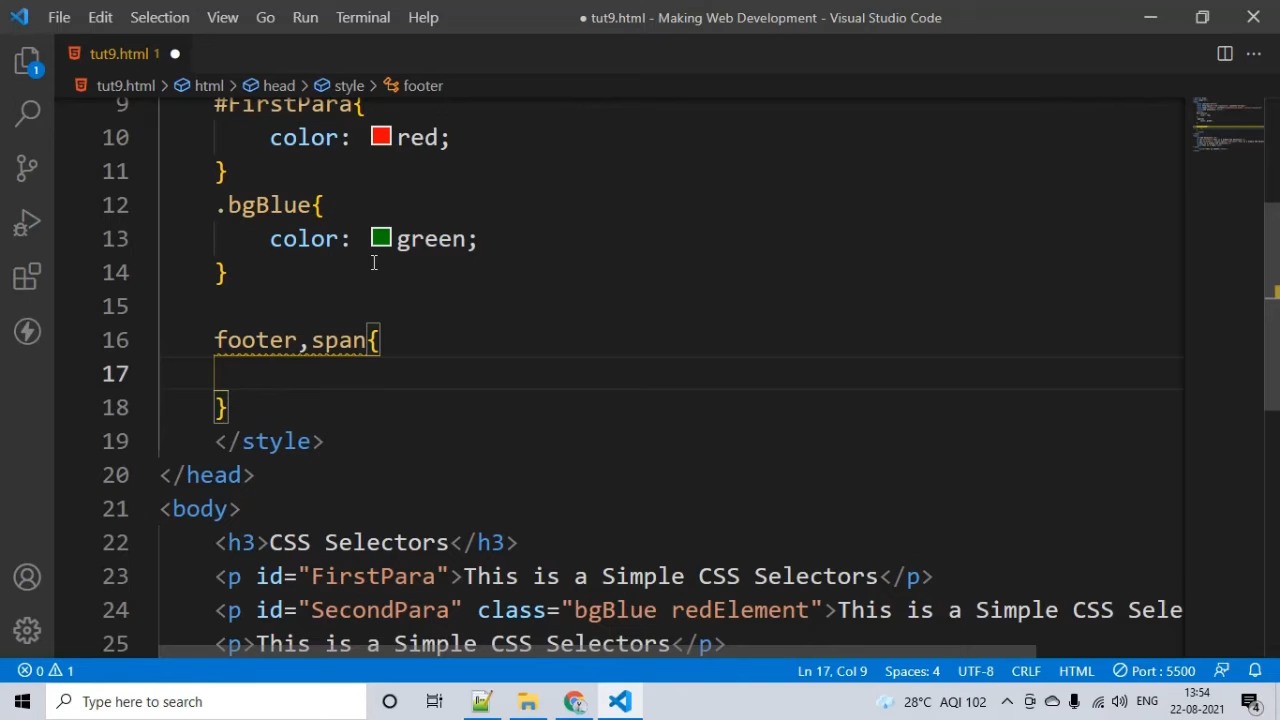 File Edit Selection View Go Run Terminal Help
● tut9.html - Making Web Development - Visual Studio Code
1
tut9.html 1 ●
tut9.html > html > head > style > footer
9 #FirstPara{
10 color: red;
11 }
12 .bgBlue{
13 color: green;
14 }
15
16 footer,span{
17
18 }
19 </style>
20 </head>
21 <body>
22 <h3>CSS Selectors</h3>
23 <p id="FirstPara">This is a Simple CSS Selectors</p>
24 <p id="SecondPara" class="bgBlue redElement">This is a Simple CSS Sele
25 <p>This is a Simple CSS Selectors</p>
0 1 Ln 17, Col 9 Spaces: 4 UTF-8 CRLF HTML Port : 5500
Type here to search 28°C AQI 102 ENG 13:54
22-08-2021 4